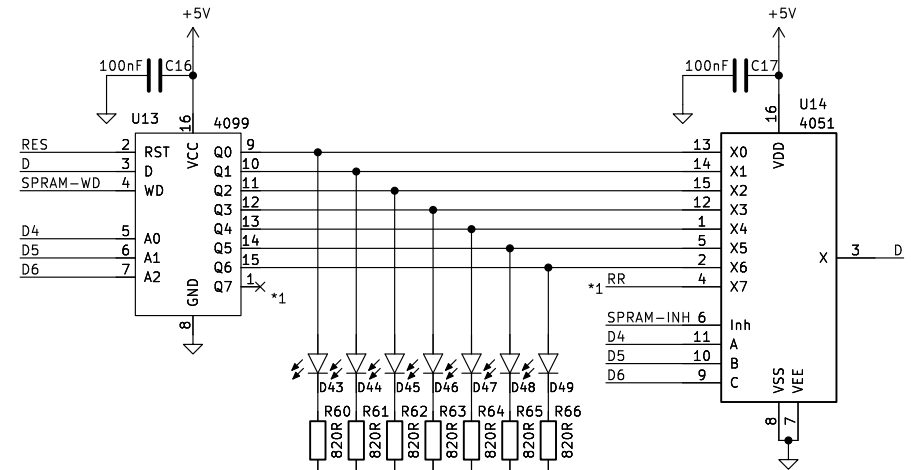 +5V
+5V
100nF C16
100nF C17
U13
4099
U14
4051
16
16
RES 2 RST VCC Q0 9
D 3 D Q1 10
SPRAM-WD 4 WD Q2 11
Q3 12
D4 5 A0 Q4 13
D5 6 A1 Q5 14
D6 7 A2 Q6 15
GND Q7 1 *1
8
13 X0 VDD
14 X1
15 X2
12 X3
1 X4
5 X5 X 3 D
2 X6
*1 RR 4 X7
SPRAM-INH 6 Inh
D4 11 A
D5 10 B
D6 9 C
VSS VEE
8 7
D43 D44 D45 D46 D47 D48 D49
R60 R61 R62 R63 R64 R65 R66
820R 820R 820R 820R 820R 820R 820R